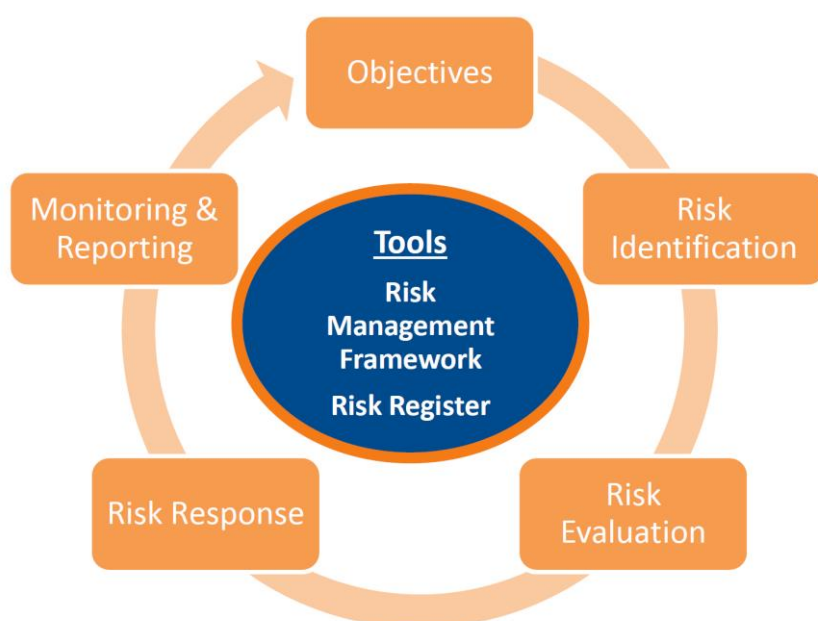 Objectives
Risk
Identification
Risk
Evaluation
Risk Response
Monitoring &
Reporting
Tools
Risk
Management
Framework
Risk Register